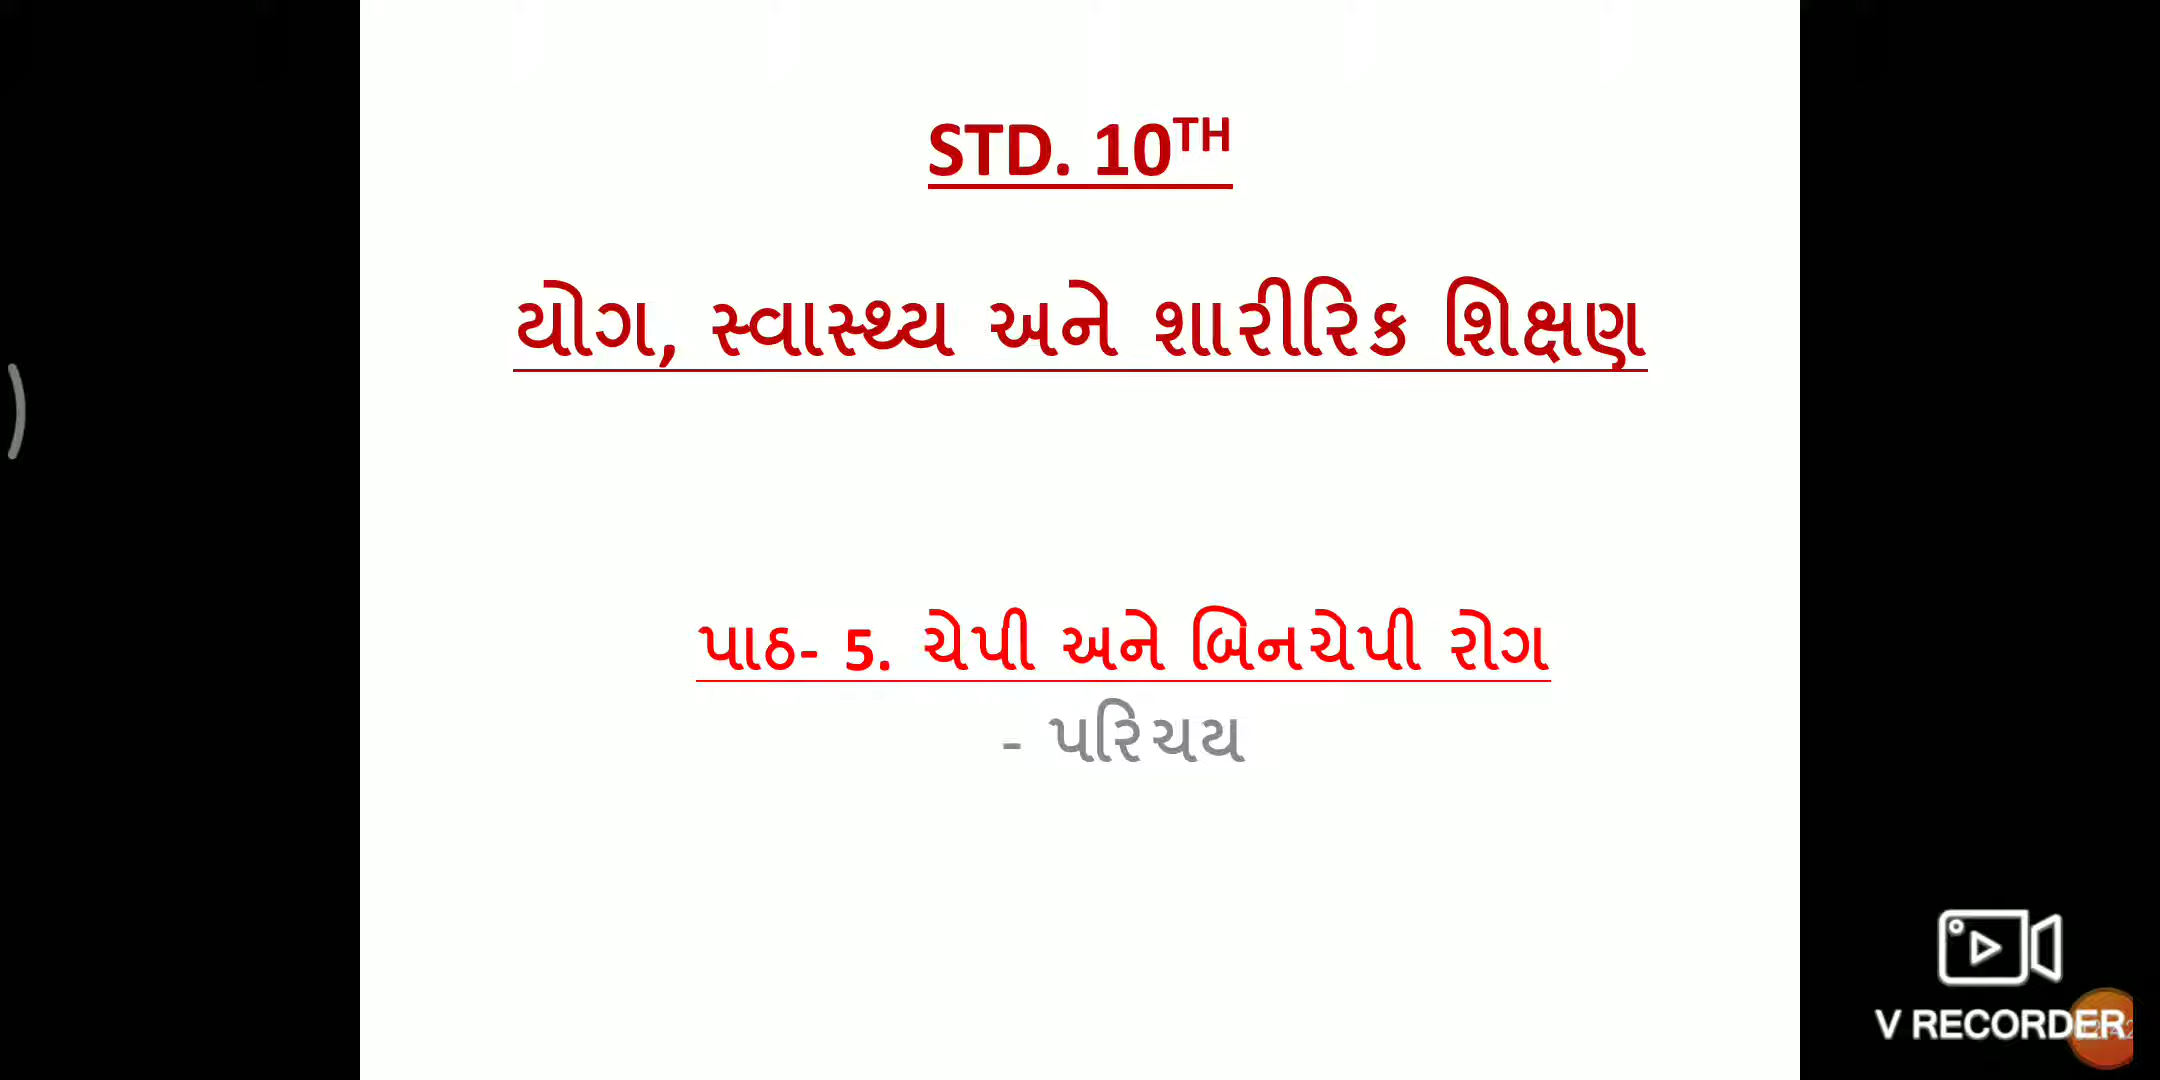 STD. 10TH
યોગ, સ્વાસ્થ્ય અને શારીરિક શિક્ષણ
પાઠ- 5. ચેપી અને બિનચેપી રોગ
- પરિચય
V RECORDER